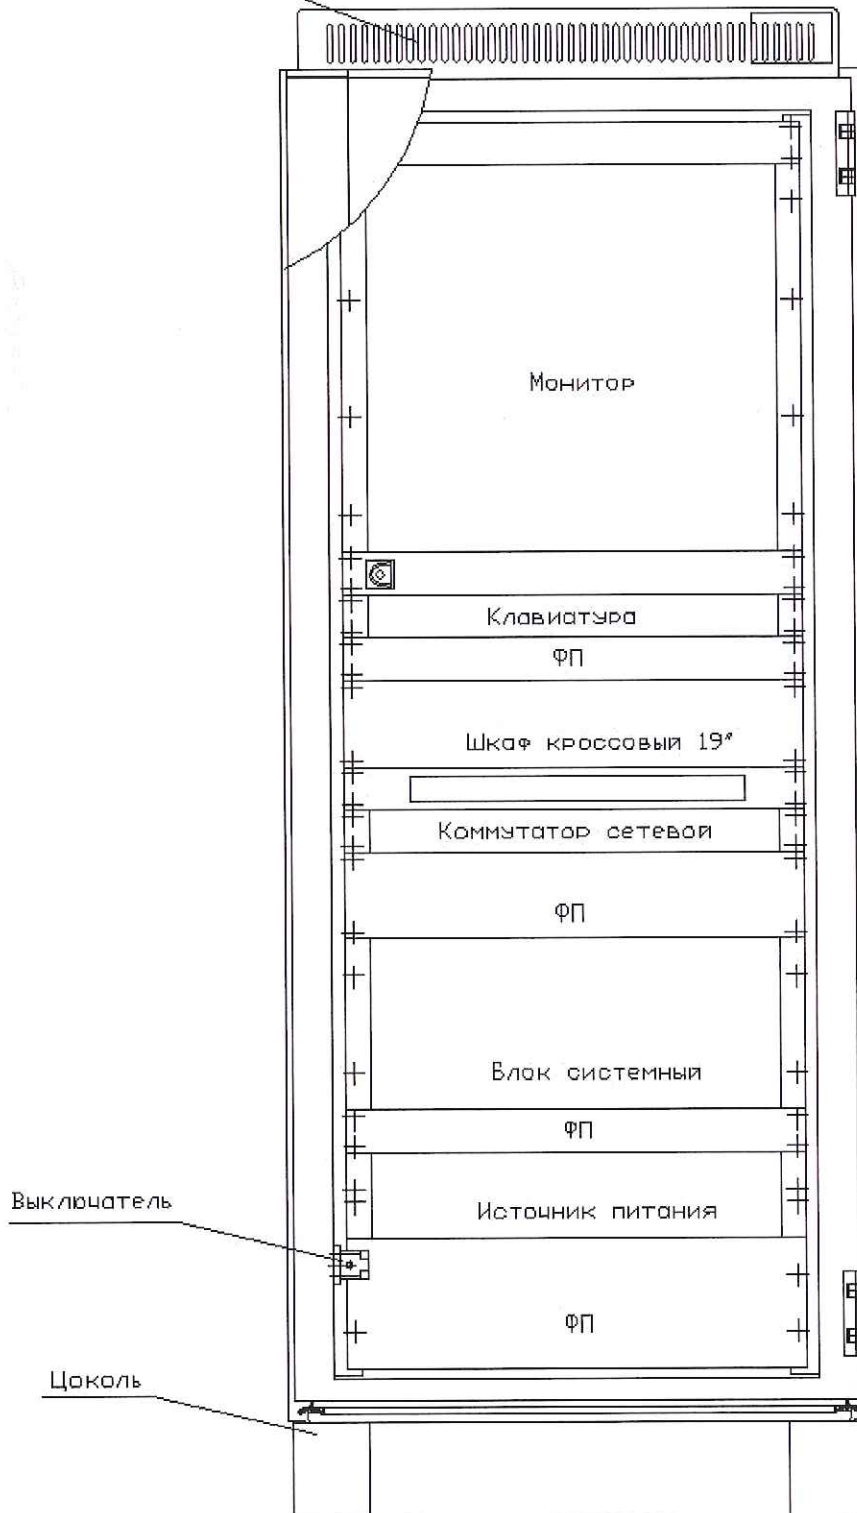 Монитор
Клавиатура
ФП
Шкаф кроссовый 19"
Коммутатор сетевой
ФП
Блок системный
ФП
Выключатель
Источник питания
ФП
Цоколь